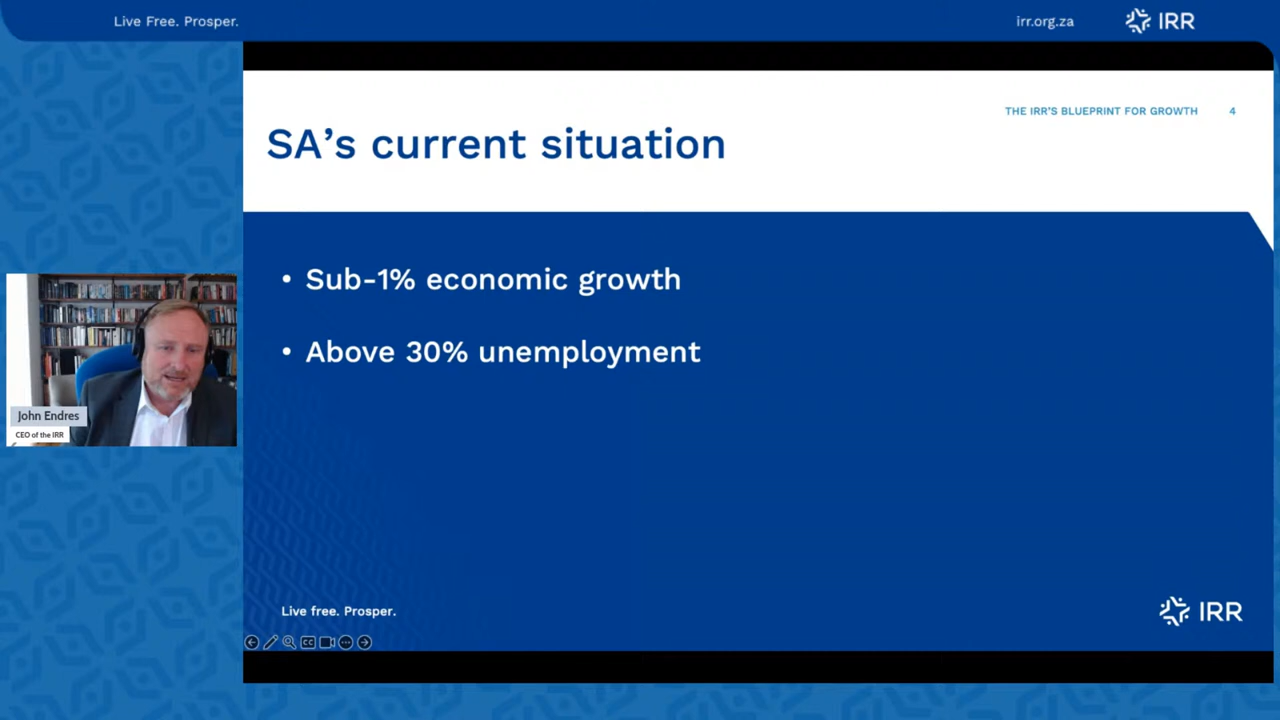 Live Free. Prosper.
irr.org.za
IRR
THE IRR'S BLUEPRINT FOR GROWTH 4
SA’s current situation
• Sub-1% economic growth
• Above 30% unemployment
John Endres
CEO of the IRR
Live free. Prosper.
IRR
CC